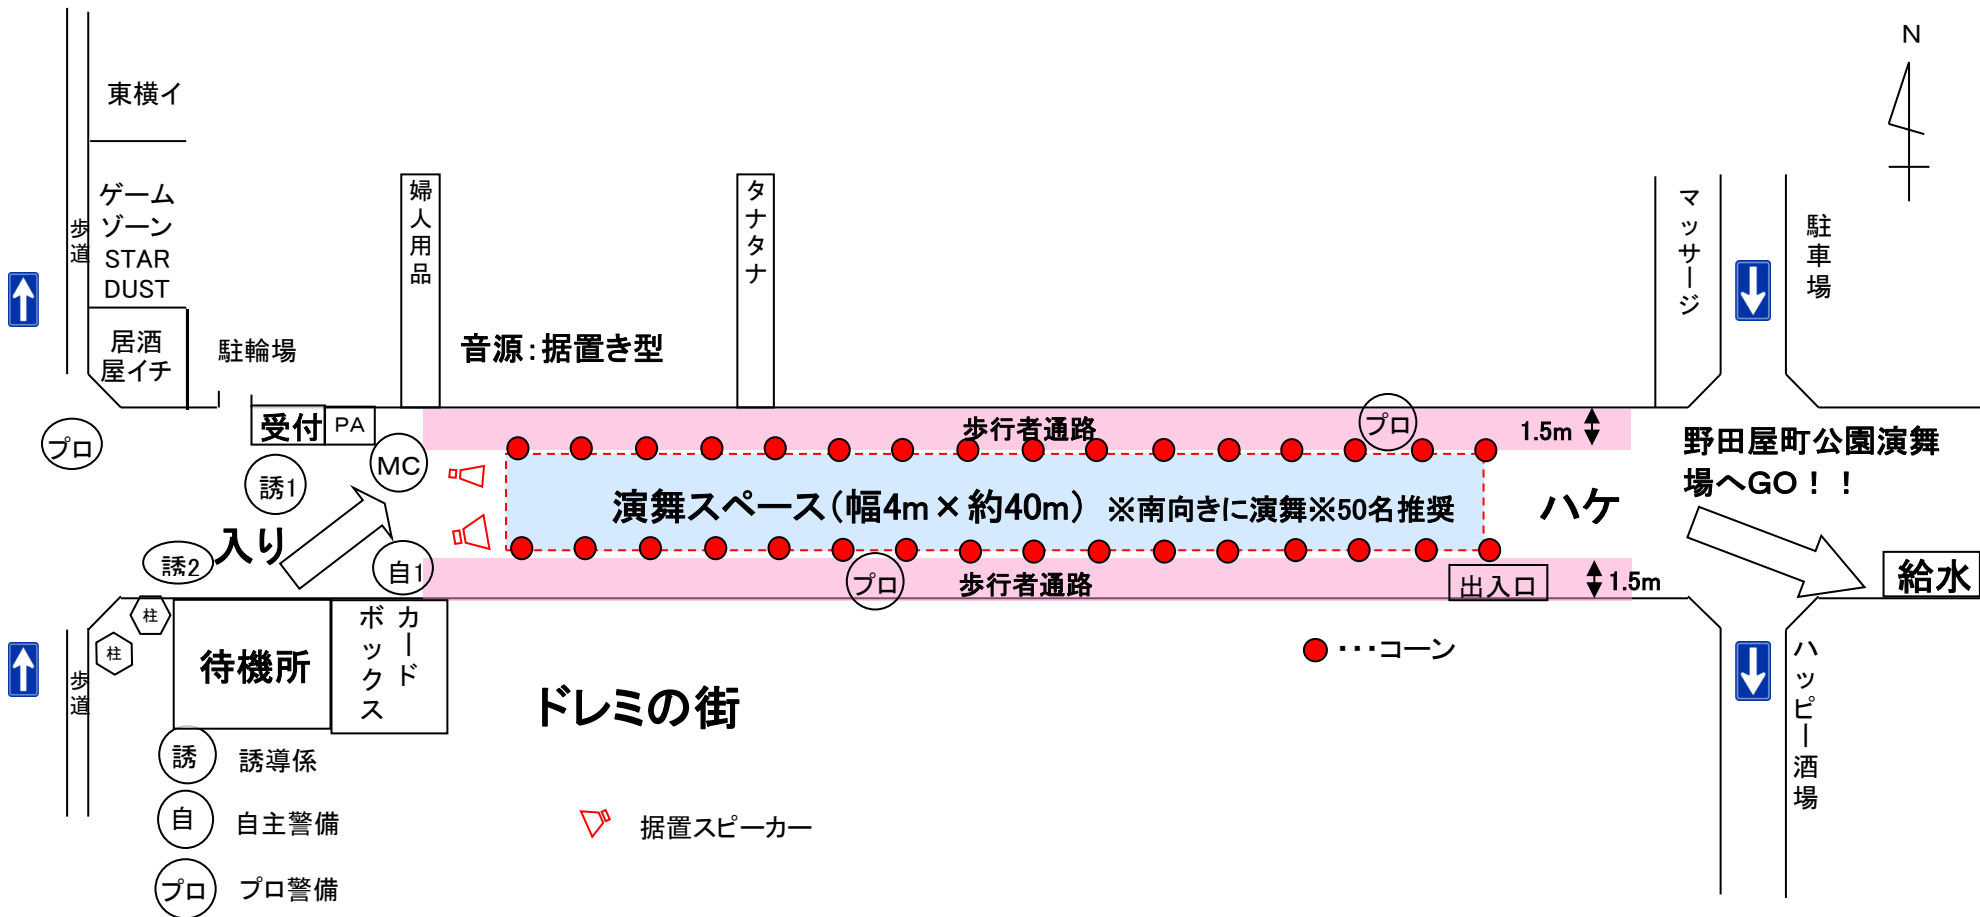 N
東横イ
ゲーム
ゾーン
STAR
DUST
歩道
婦人用品
タナタナ
マッサージ
駐車場
居酒
屋イチ
駐輪場
音源：据置き型
受付
PA
プロ
MC
歩行者通路
プロ
1.5m
野田屋町公園演舞
場へGO！！
誘1
演舞スペース（幅4m×約40m）※南向きに演舞※50名推奨
ハケ
入り
誘2
自1
プロ
歩行者通路
出入口
1.5m
給水
柱
柱
待機所
カード
ボックス
・・・コーン
歩道
ドレミの街
ハッピー酒場
誘 誘導係
自 自主警備
据置スピーカー
プロ プロ警備